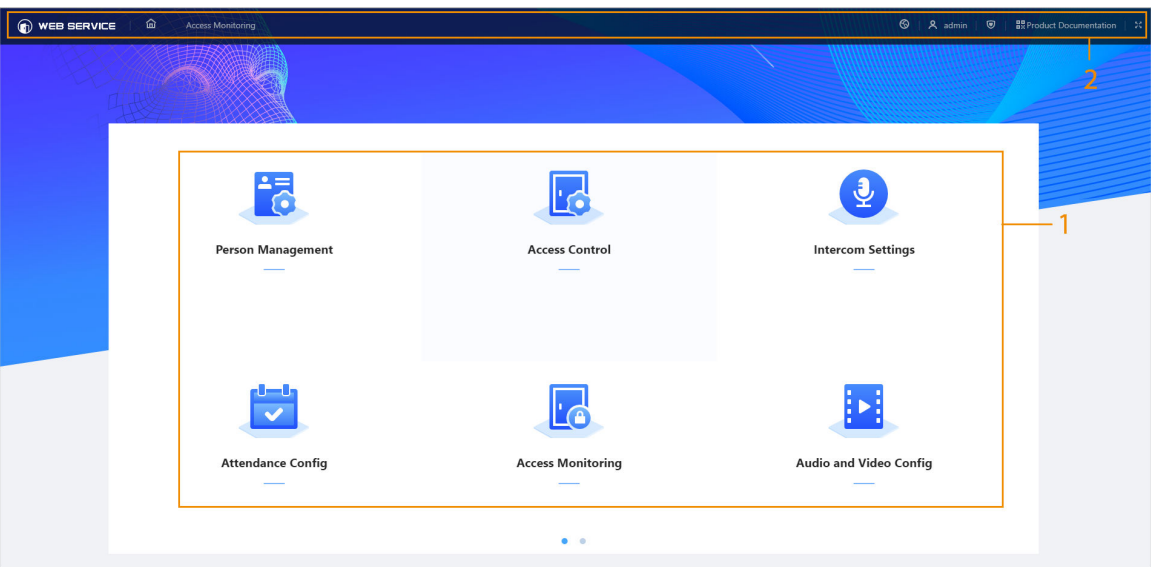 WEB SERVICE
Access Monitoring
admin
Product Documentation
2
Person Management
Access Control
Intercom Settings
1
Attendance Config
Access Monitoring
Audio and Video Config